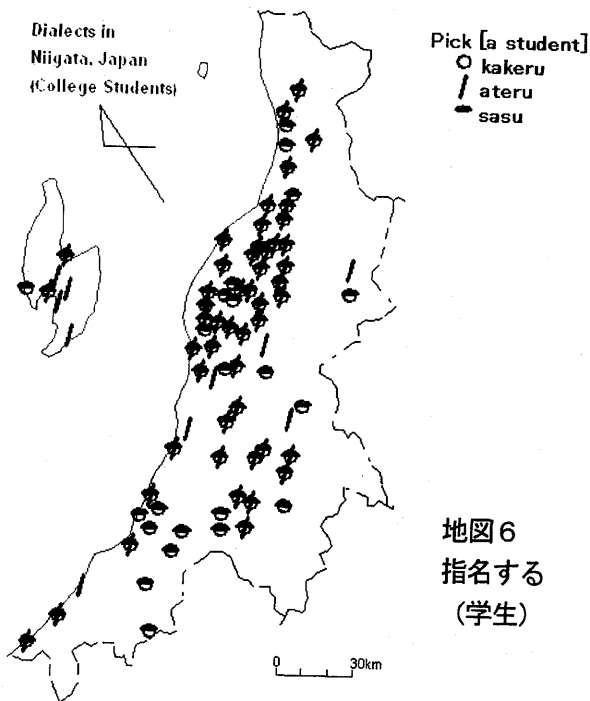 Dialects in
Niigata, Japan
(College Students)
Pick [a student]
kakeru
ateru
sasu
地図6
指名する
(学生)
0 30km